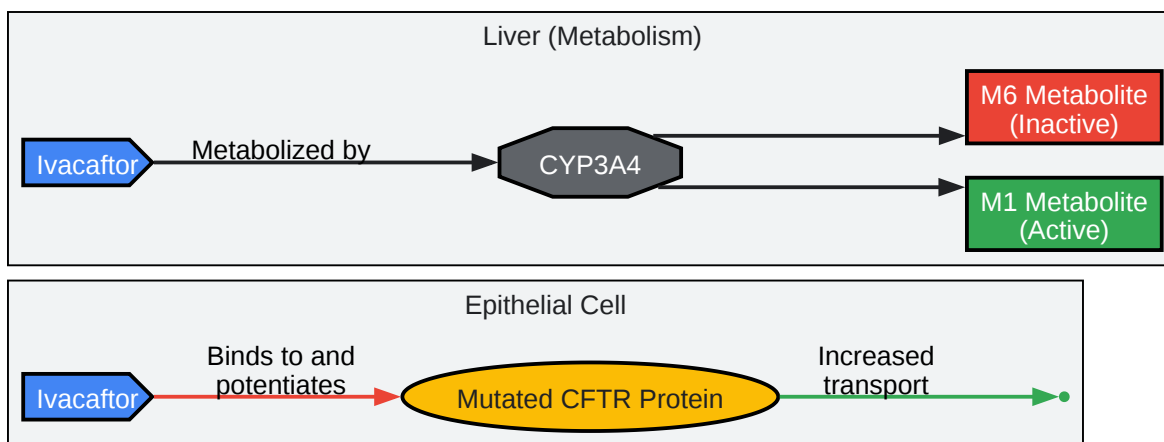 Liver (Metabolism)
Ivacaftor
Metabolized by
CYP3A4
M6 Metabolite
(Inactive)
M1 Metabolite
(Active)
Epithelial Cell
Ivacaftor
Binds to and
potentiates
Mutated CFTR Protein
Increased
transport